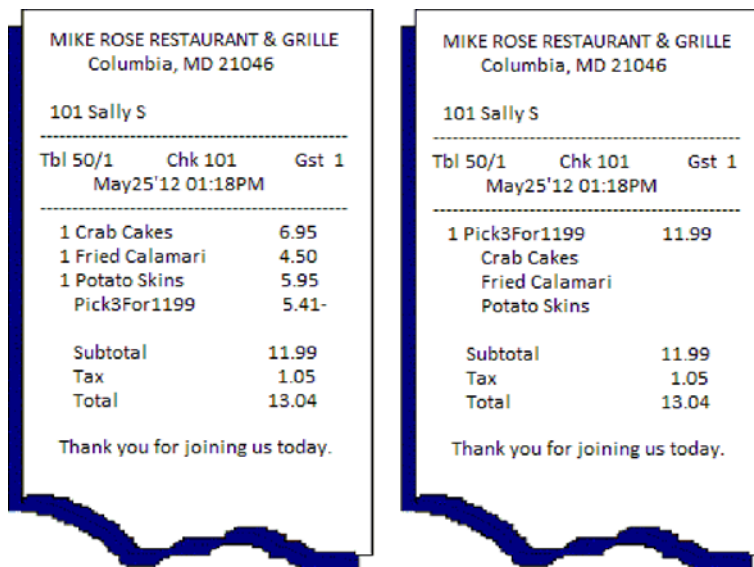 MIKE ROSE RESTAURANT & GRILLE
Columbia, MD 21046
101 Sally S
----------------------------------------------
Tbl 50/1 Chk 101 Gst 1
May25'12 01:18PM
----------------------------------------------
1 Crab Cakes 6.95
1 Fried Calamari 4.50
1 Potato Skins 5.95
Pick3For1199 5.41-
Subtotal 11.99
Tax 1.05
Total 13.04
Thank you for joining us today.
MIKE ROSE RESTAURANT & GRILLE
Columbia, MD 21046
101 Sally S
----------------------------------------------
Tbl 50/1 Chk 101 Gst 1
May25'12 01:18PM
----------------------------------------------
1 Pick3For1199 11.99
Crab Cakes
Fried Calamari
Potato Skins
Subtotal 11.99
Tax 1.05
Total 13.04
Thank you for joining us today.